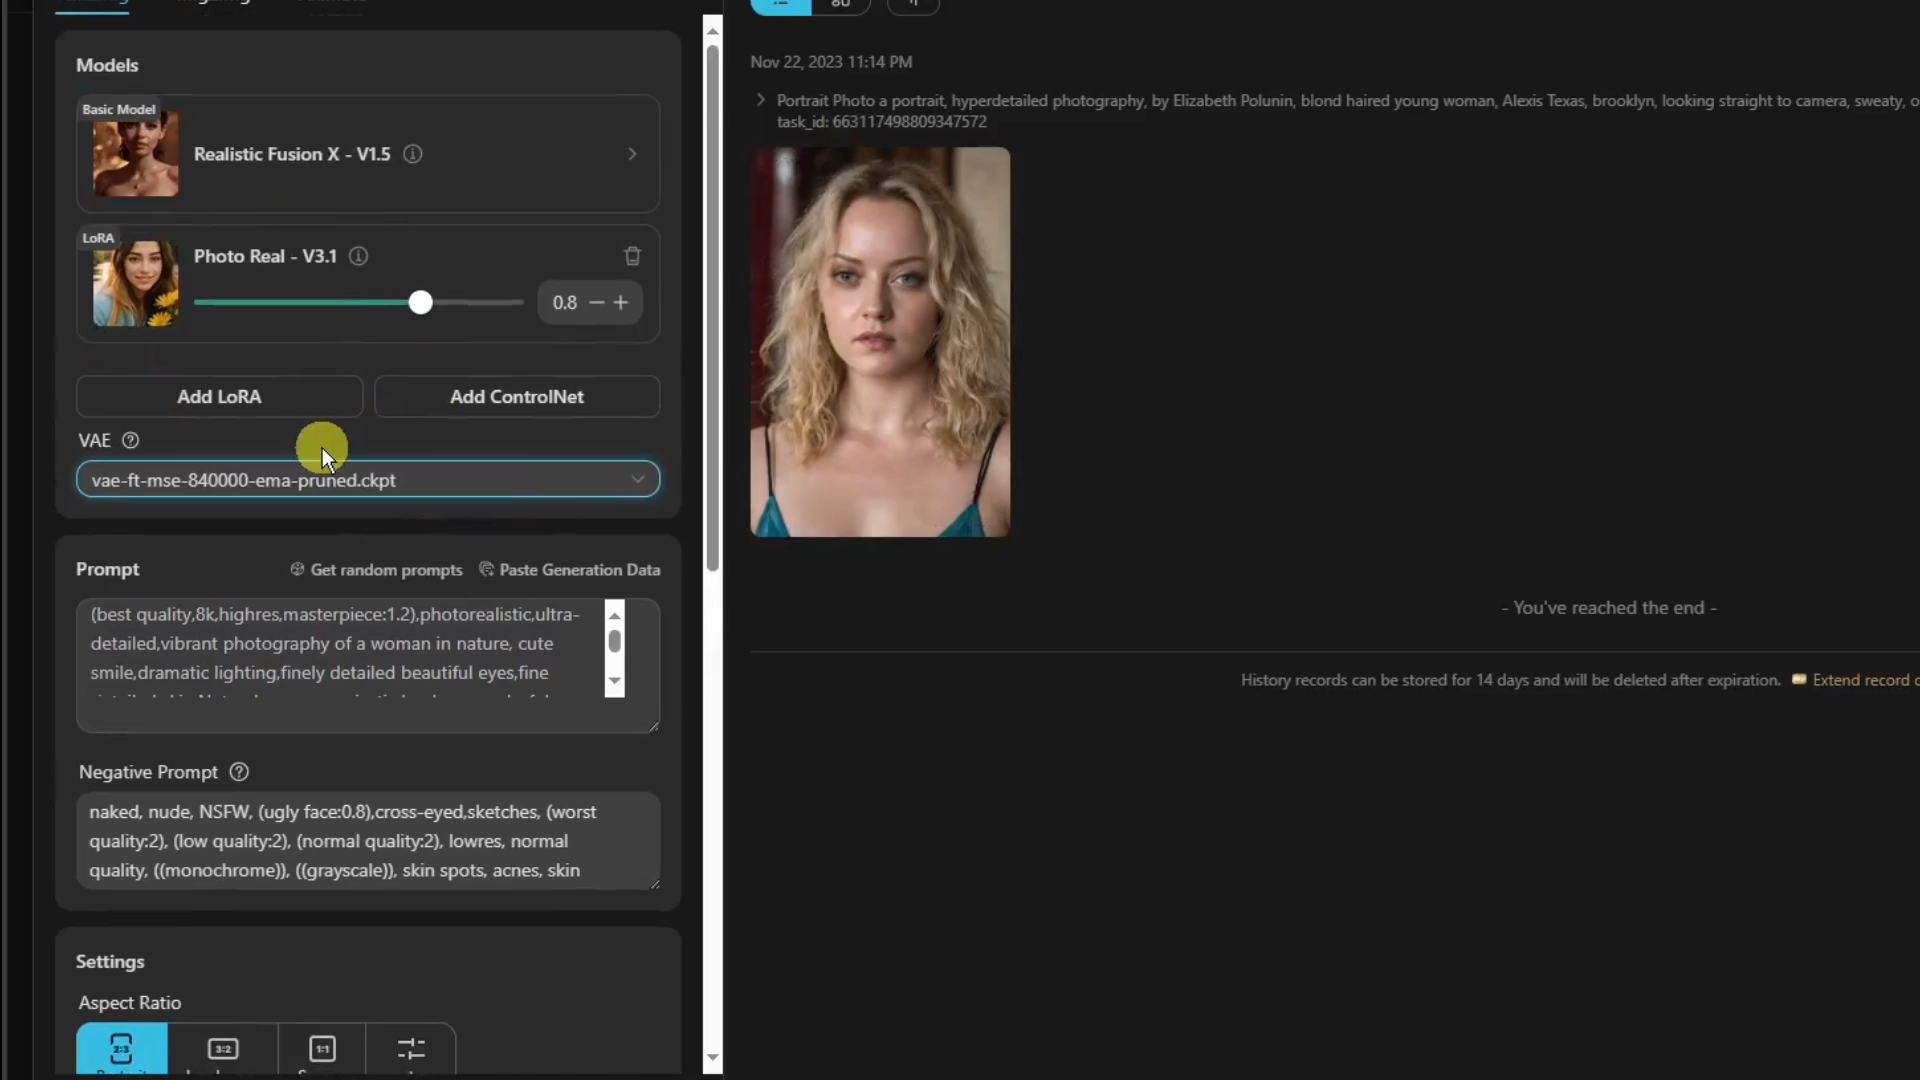 Models
Basic Model
Realistic Fusion X - V1.5
LoRA
Photo Real - V3.1
0.8
Add LoRA
Add ControlNet
VAE
vae-ft-mse-840000-ema-pruned.ckpt
Prompt
Get random prompts
Paste Generation Data
(best quality,8k,highres,masterpiece:1.2),photorealistic,ultra-
detailed,vibrant photography of a woman in nature, cute
smile,dramatic lighting,finely detailed beautiful eyes,fine
Negative Prompt
naked, nude, NSFW, (ugly face:0.8),cross-eyed,sketches, (worst
quality:2), (low quality:2), (normal quality:2), lowres, normal
quality, ((monochrome)), ((grayscale)), skin spots, acnes, skin
Settings
Aspect Ratio
2:3
3:2
1:1
Nov 22, 2023 11:14 PM
Portrait Photo a portrait, hyperdetailed photography, by Elizabeth Polunin, blond haired young woman, Alexis Texas, brooklyn, looking straight to camera, sweaty,
task_id: 663117498809347572
- You've reached the end -
History records can be stored for 14 days and will be deleted after expiration.
Extend record